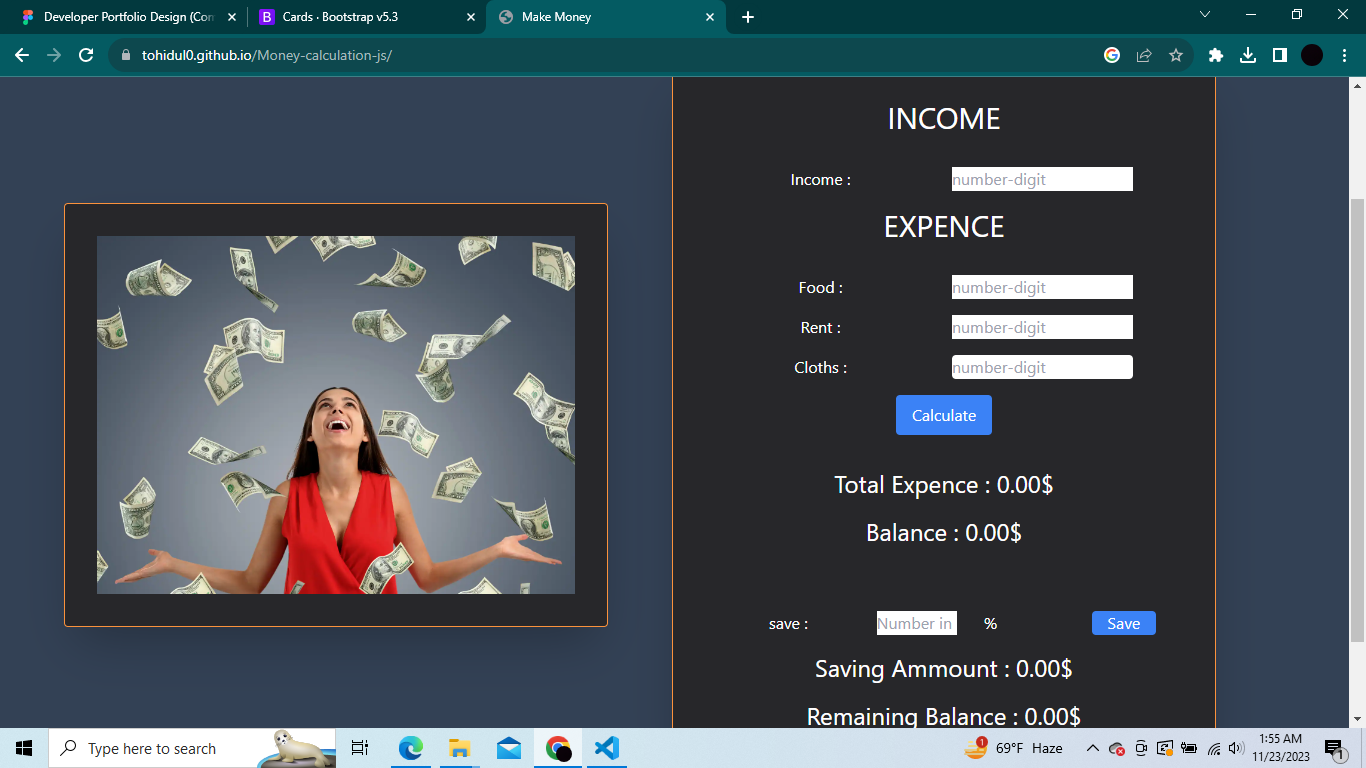 Developer Portfolio Design (Con
Cards · Bootstrap v5.3
Make Money
tohidul0.github.io/Money-calculation-js/
INCOME
Income : number-digit
EXPENCE
Food : number-digit
Rent : number-digit
Cloths : number-digit
Calculate
Total Expence : 0.00$
Balance : 0.00$
save : Number in % Save
Saving Ammount : 0.00$
Remaining Balance : 0.00$
Type here to search
1
69°F Haze
1:55 AM
11/23/2023
1